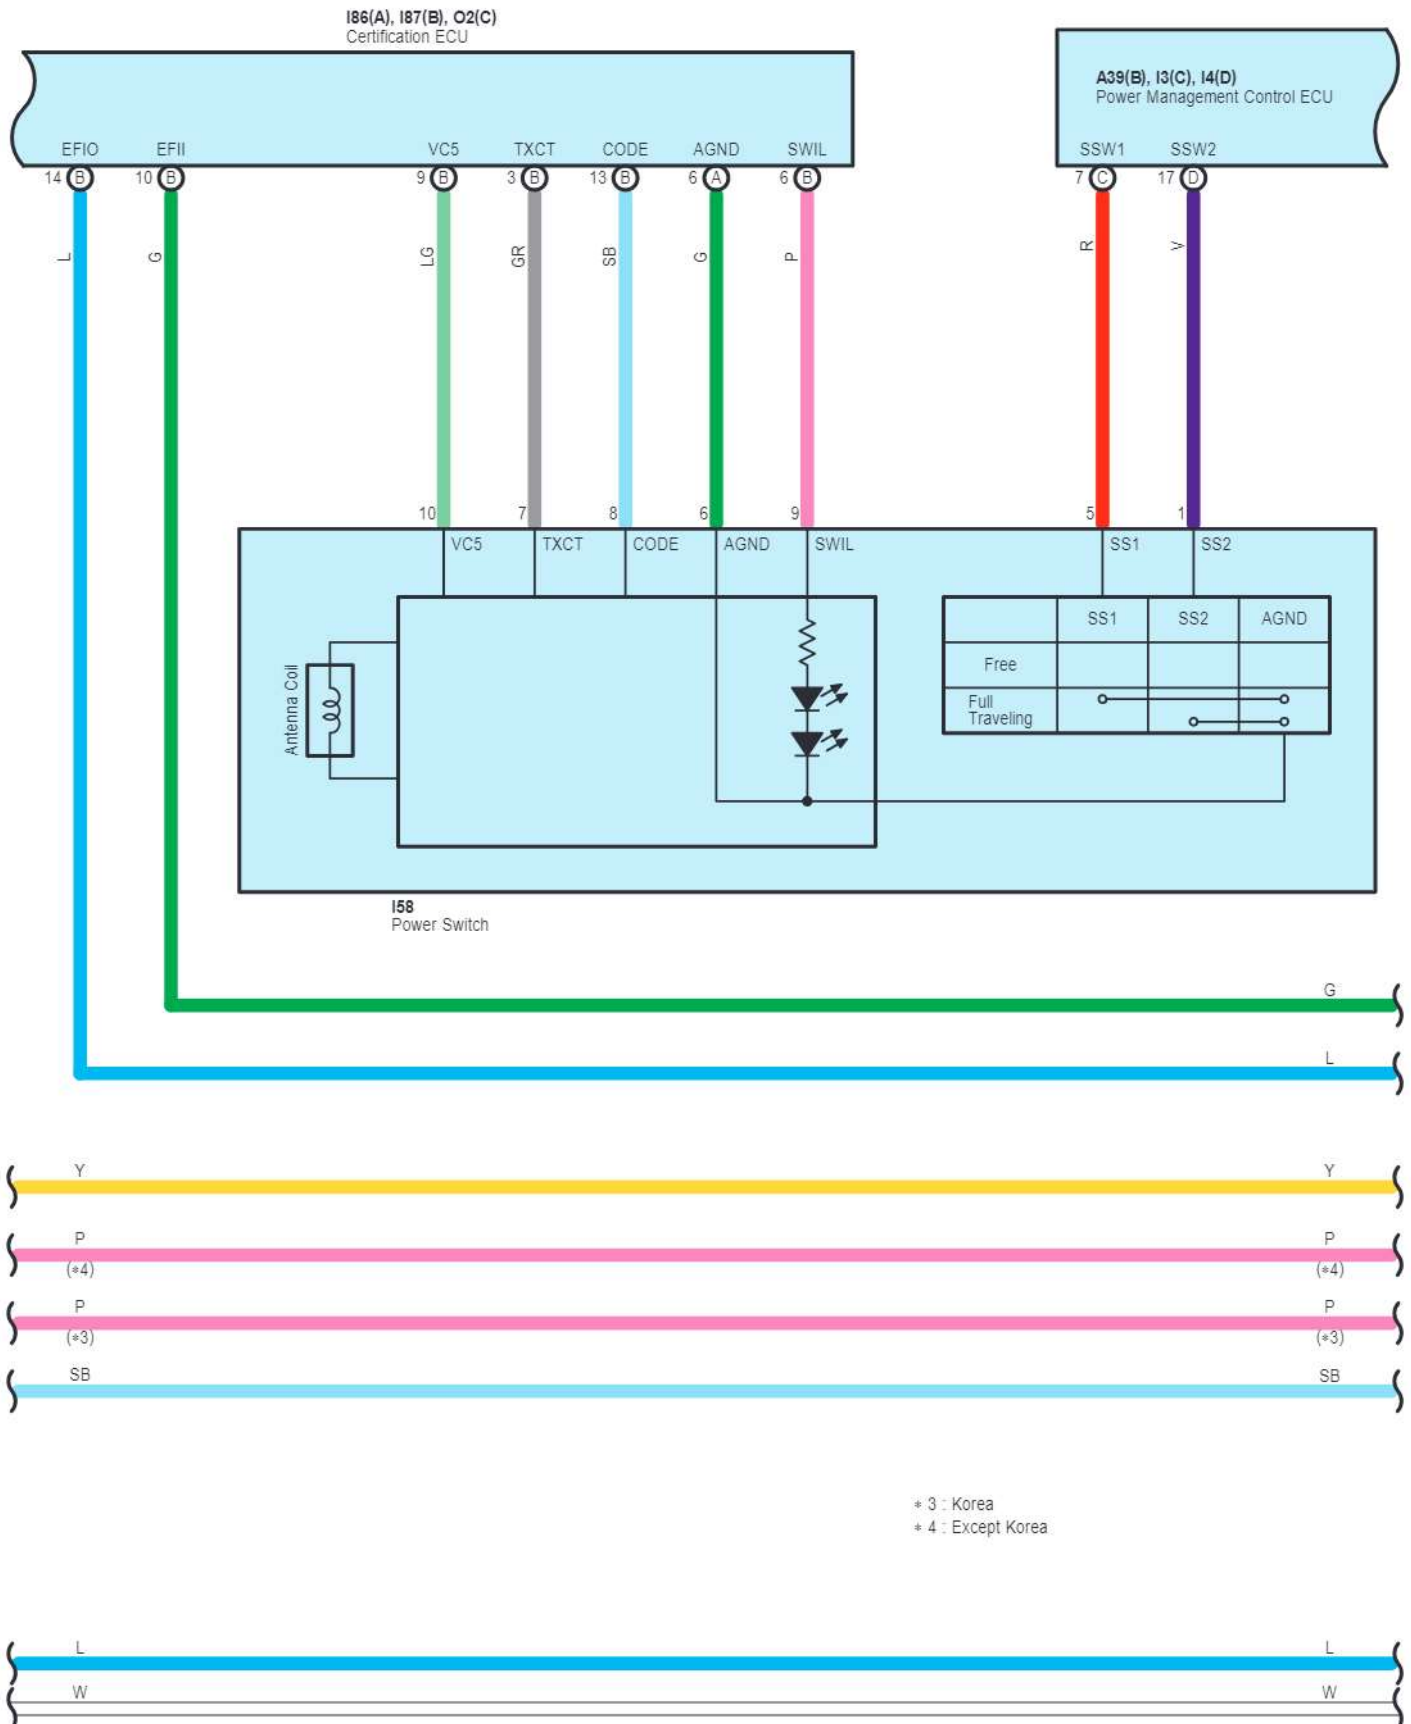 I86(A), I87(B), O2(C)
Certification ECU
A39(B), I3(C), I4(D)
Power Management Control ECU
EFIO EFII VC5 TXCT CODE AGND SWIL SSW1 SSW2
14 B 10 B 9 B 3 B 13 B 6 A 6 B 7 C 17 D
L G LG GR SB G P R V
10 7 8 6 9 5 1
VC5 TXCT CODE AGND SWIL SS1 SS2
SS1 SS2 AGND
Free
Full
Traveling
Antenna Coil
I58
Power Switch
G
L
Y Y
P P
(*4) (*4)
P P
(*3) (*3)
SB SB
* 3 : Korea
* 4 : Except Korea
L L
W W